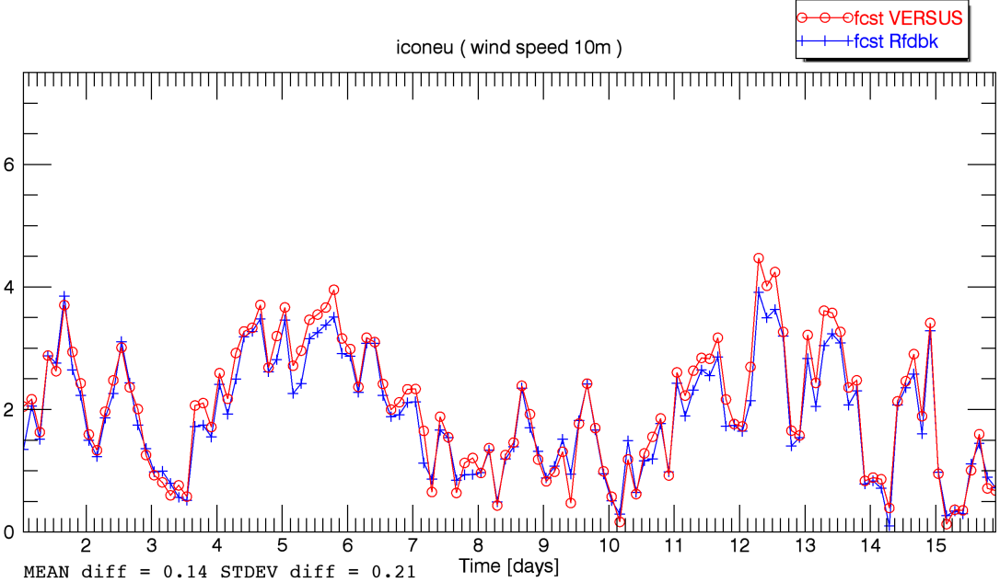 fcst VERSUS
fcst Rfdbk
iconeu ( wind speed 10m )
6
4
2
0
2 3 4 5 6 7 8 9 10 11 12 13 14 15
Time [days]
MEAN diff = 0.14 STDEV diff = 0.21